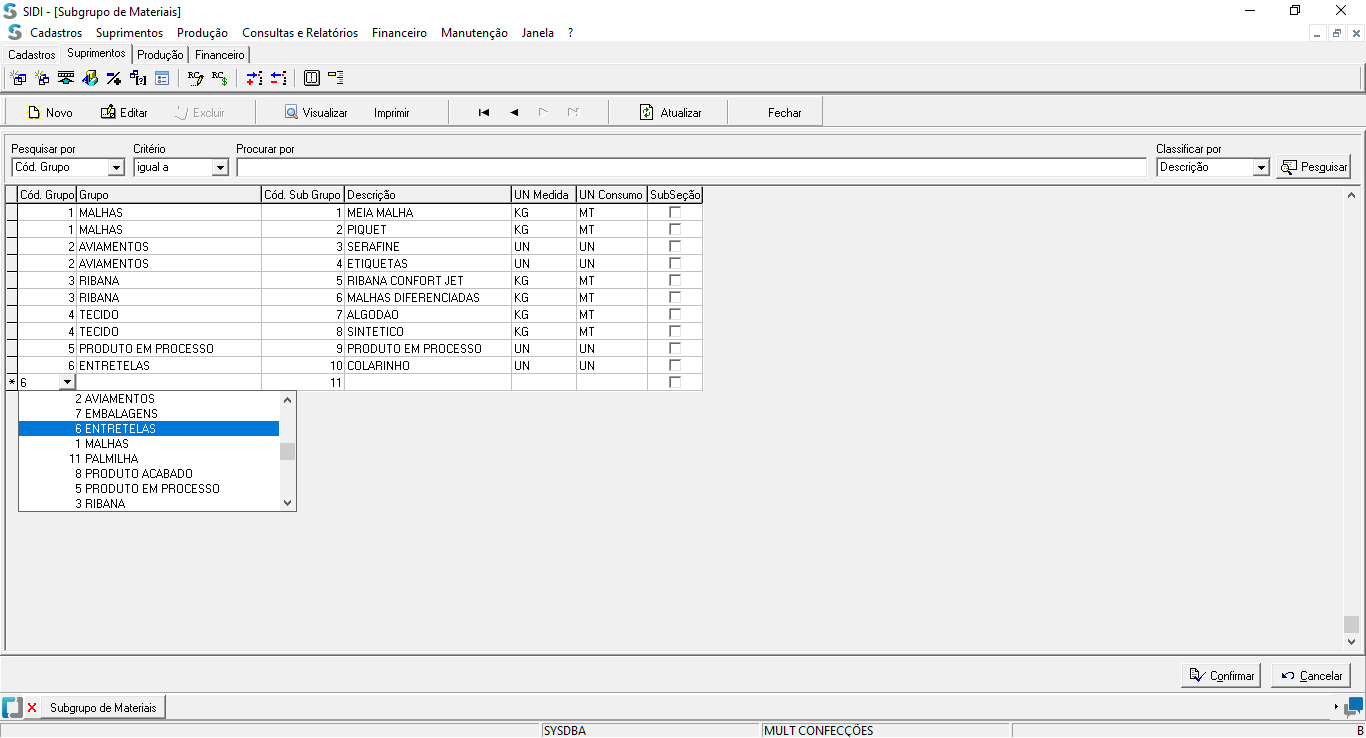 SIDI - [Subgrupo de Materiais]
Cadastros Suprimentos Produção Consultas e Relatórios Financeiro Manutenção Janela ?
Cadastros Suprimentos Produção Financeiro
Novo Editar Excluir Visualizar Imprimir Atualizar Fechar
Pesquisar por Critério Procurar por Classificar por
Cód. Grupo igual a Descrição Pesquisar
Cód. Grupo Grupo Cód. Sub Grupo Descrição UN Medida UN Consumo SubSeção
1 MALHAS 1 MEIA MALHA KG MT
1 MALHAS 2 PIQUET KG MT
2 AVIAMENTOS 3 SERAFINE UN UN
2 AVIAMENTOS 4 ETIQUETAS UN UN
3 RIBANA 5 RIBANA CONFORT JET KG MT
3 RIBANA 6 MALHAS DIFERENCIADAS KG MT
4 TECIDO 7 ALGODAO KG MT
4 TECIDO 8 SINTETICO KG MT
5 PRODUTO EM PROCESSO 9 PRODUTO EM PROCESSO UN UN
6 ENTRETELAS 10 COLARINHO UN UN
* 6 11
2 AVIAMENTOS
7 EMBALAGENS
6 ENTRETELAS
1 MALHAS
11 PALMILHA
8 PRODUTO ACABADO
5 PRODUTO EM PROCESSO
3 RIBANA
Confirmar Cancelar
Subgrupo de Materiais
SYSDBA MULT CONFECÇÕES B